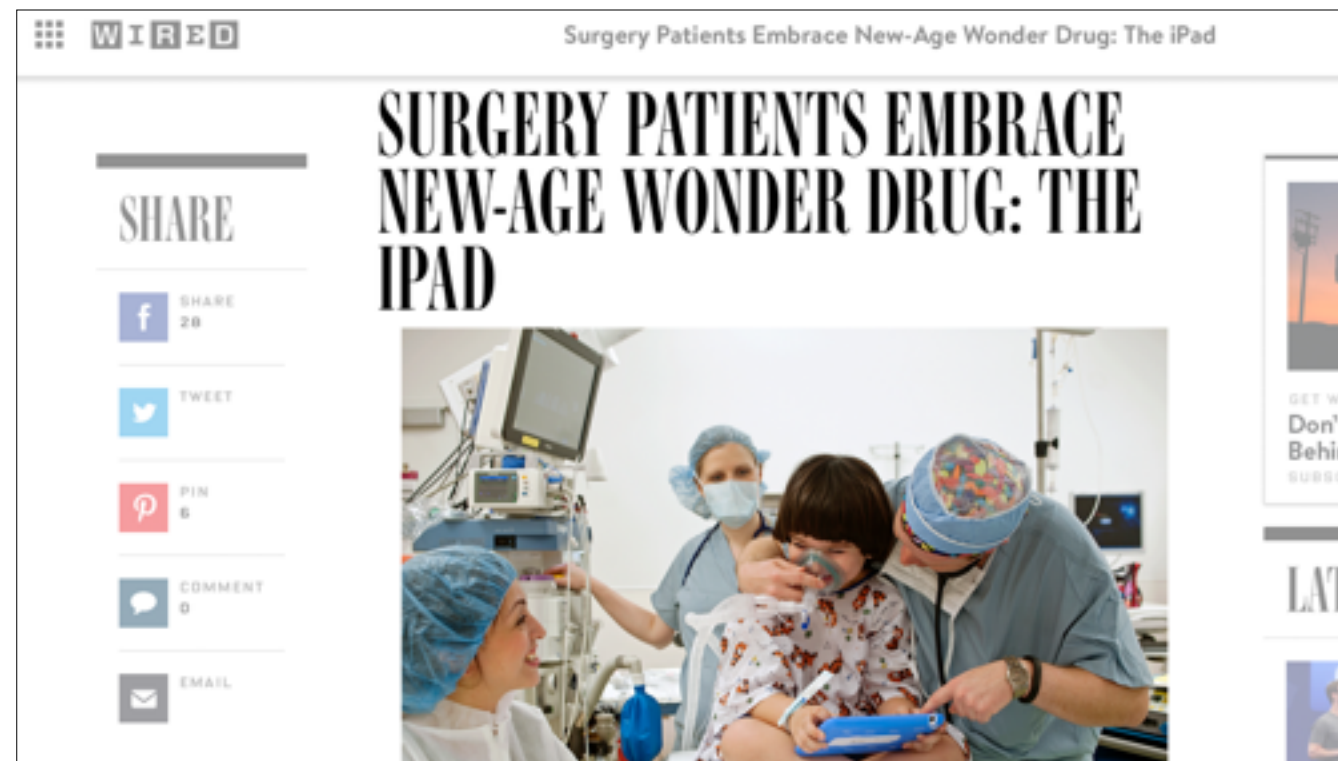 WIRED
Surgery Patients Embrace New-Age Wonder Drug: The iPad
SURGERY PATIENTS EMBRACE
NEW-AGE WONDER DRUG: THE
IPAD
SHARE
SHARE
28
TWEET
PIN
6
COMMENT
0
EMAIL
GET